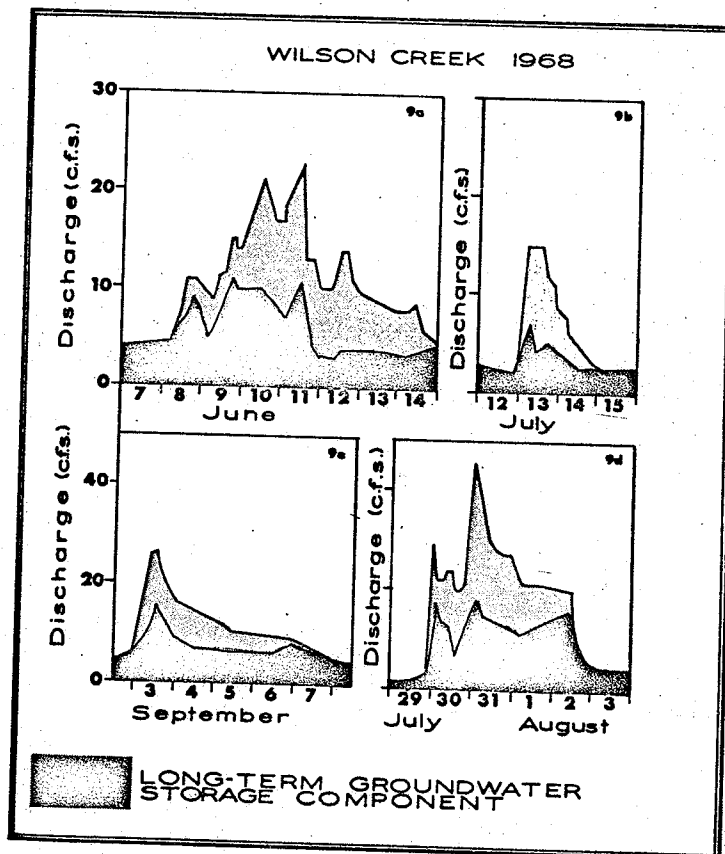 WILSON CREEK 1968
30
20
10
0
Discharge (c.f.s.)
9a
7 8 9 10 11 12 13 14
June
Discharge (c.f.s.)
9b
12 13 14 15
July
40
20
0
Discharge (c.f.s.)
3 4 5 6 7
September
Discharge (c.f.s.)
9d
29 30 31 1 2 3
July August
LONG-TERM GROUNDWATER
STORAGE COMPONENT